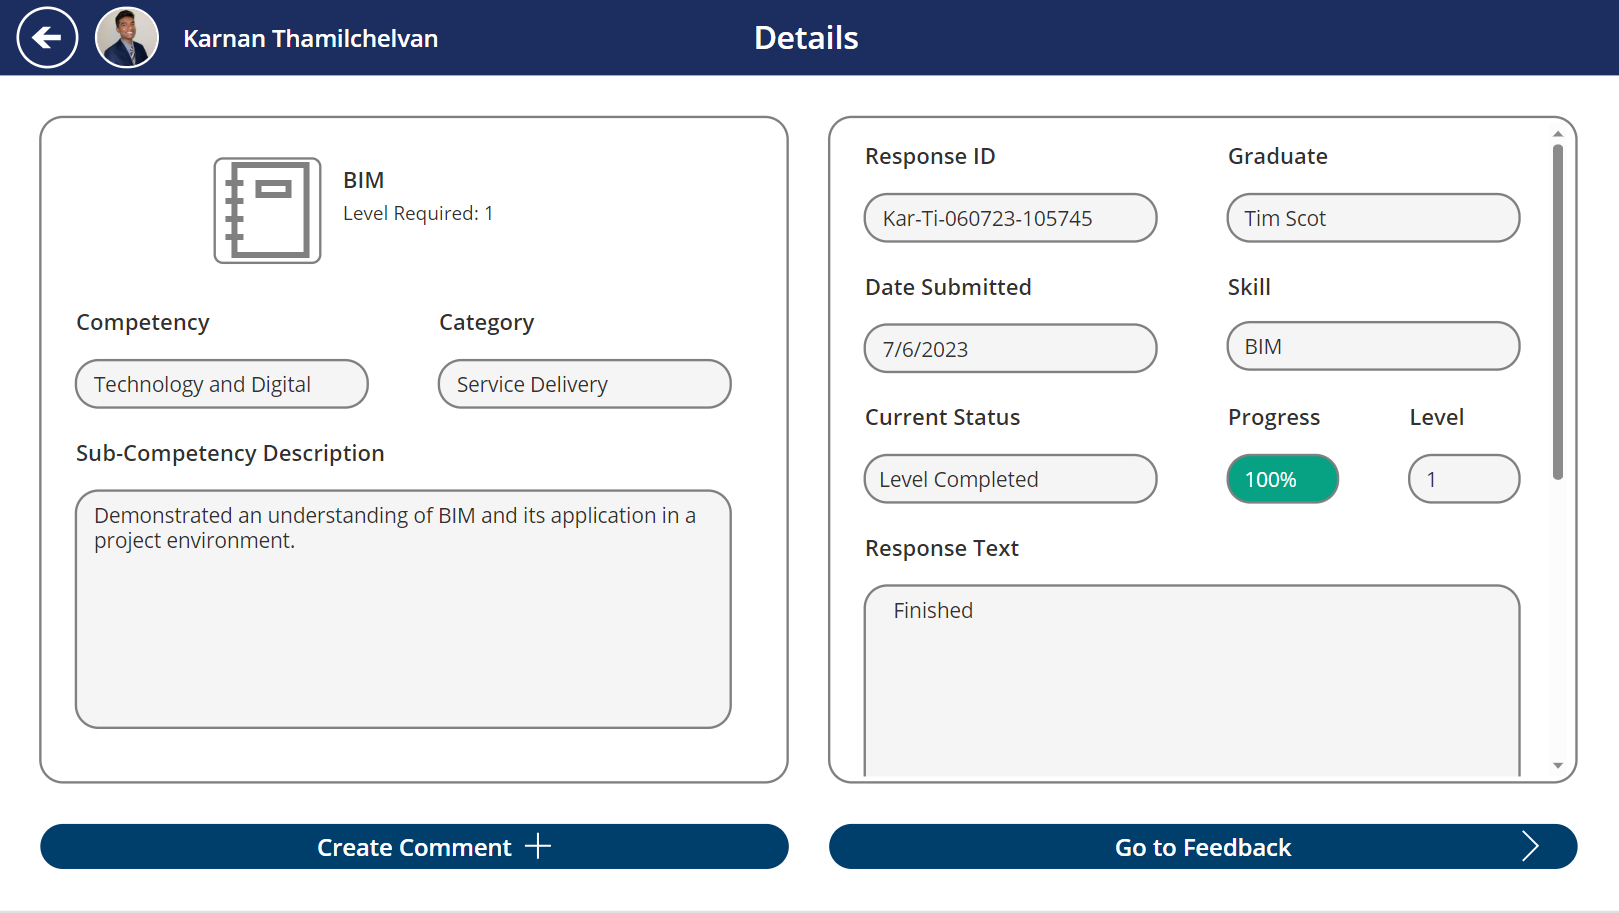 Karnan Thamilchelvan
Details
BIM
Level Required: 1
Competency
Category
Technology and Digital
Service Delivery
Sub-Competency Description
Demonstrated an understanding of BIM and its application in a
project environment.
Response ID
Graduate
Kar-Ti-060723-105745
Tim Scot
Date Submitted
Skill
7/6/2023
BIM
Current Status
Progress
Level
Level Completed
100%
1
Response Text
Finished
Create Comment
Go to Feedback